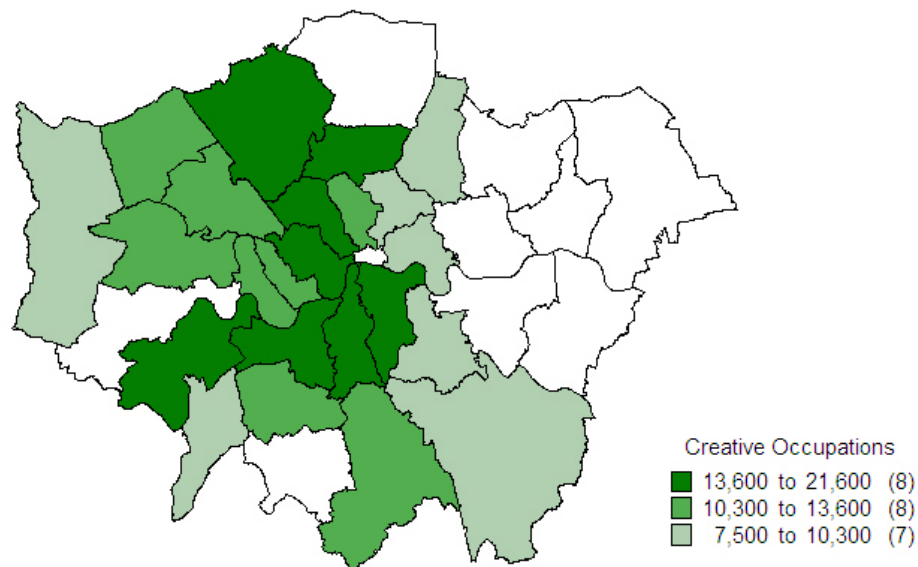 Creative Occupations
13,600 to 21,600 (8)
10,300 to 13,600 (8)
7,500 to 10,300 (7)